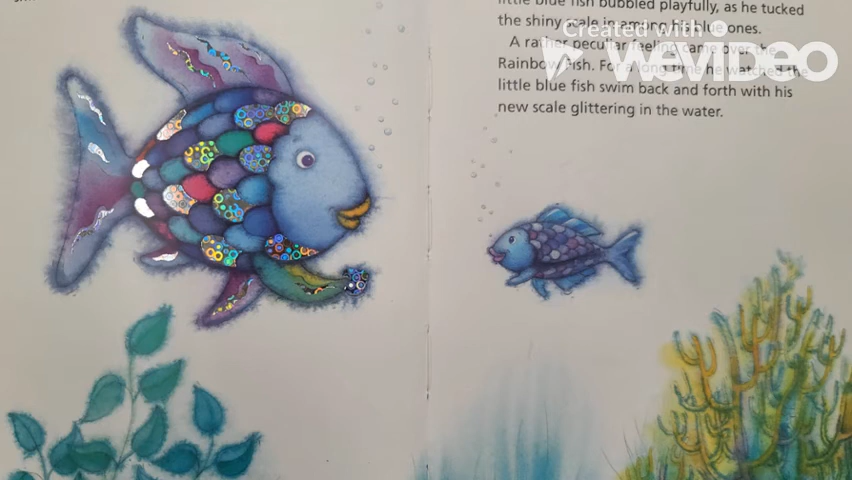 little blue fish bubbled playfully, as he tucked
the shiny scale in among his blue ones.
A rather peculiar feeling came over the
Rainbow Fish. For a long time he watched the
little blue fish swim back and forth with his
new scale glittering in the water.
Created with
WeVideo